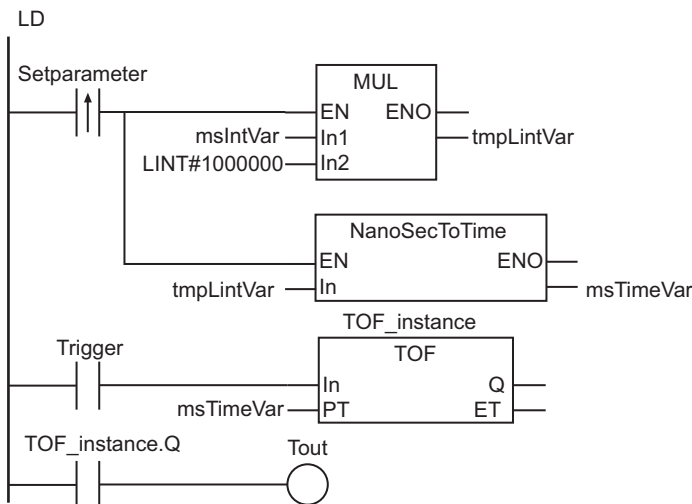 LD
Setparameter
MUL
EN ENO
msIntVar In1 tmpLintVar
LINT#1000000 In2
NanoSecToTime
EN ENO
tmpLintVar In msTimeVar
TOF_instance
Trigger TOF
In Q
msTimeVar PT ET
TOF_instance.Q Tout